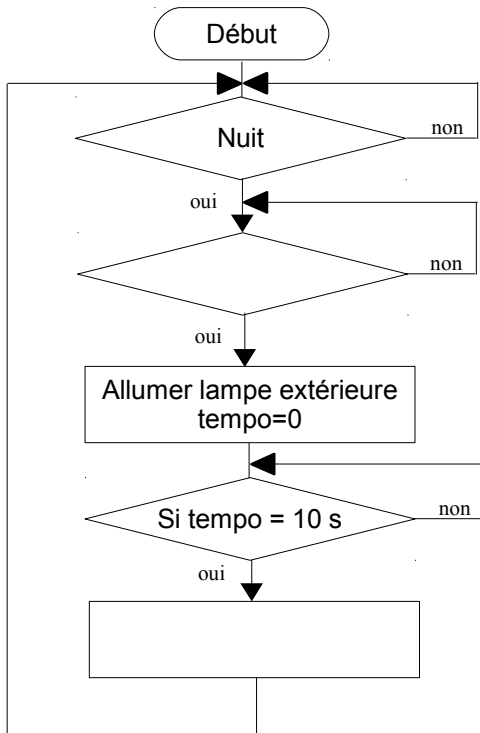 Début
Nuit
non
oui
non
oui
Allumer lampe extérieure
tempo=0
Si tempo = 10 s
non
oui